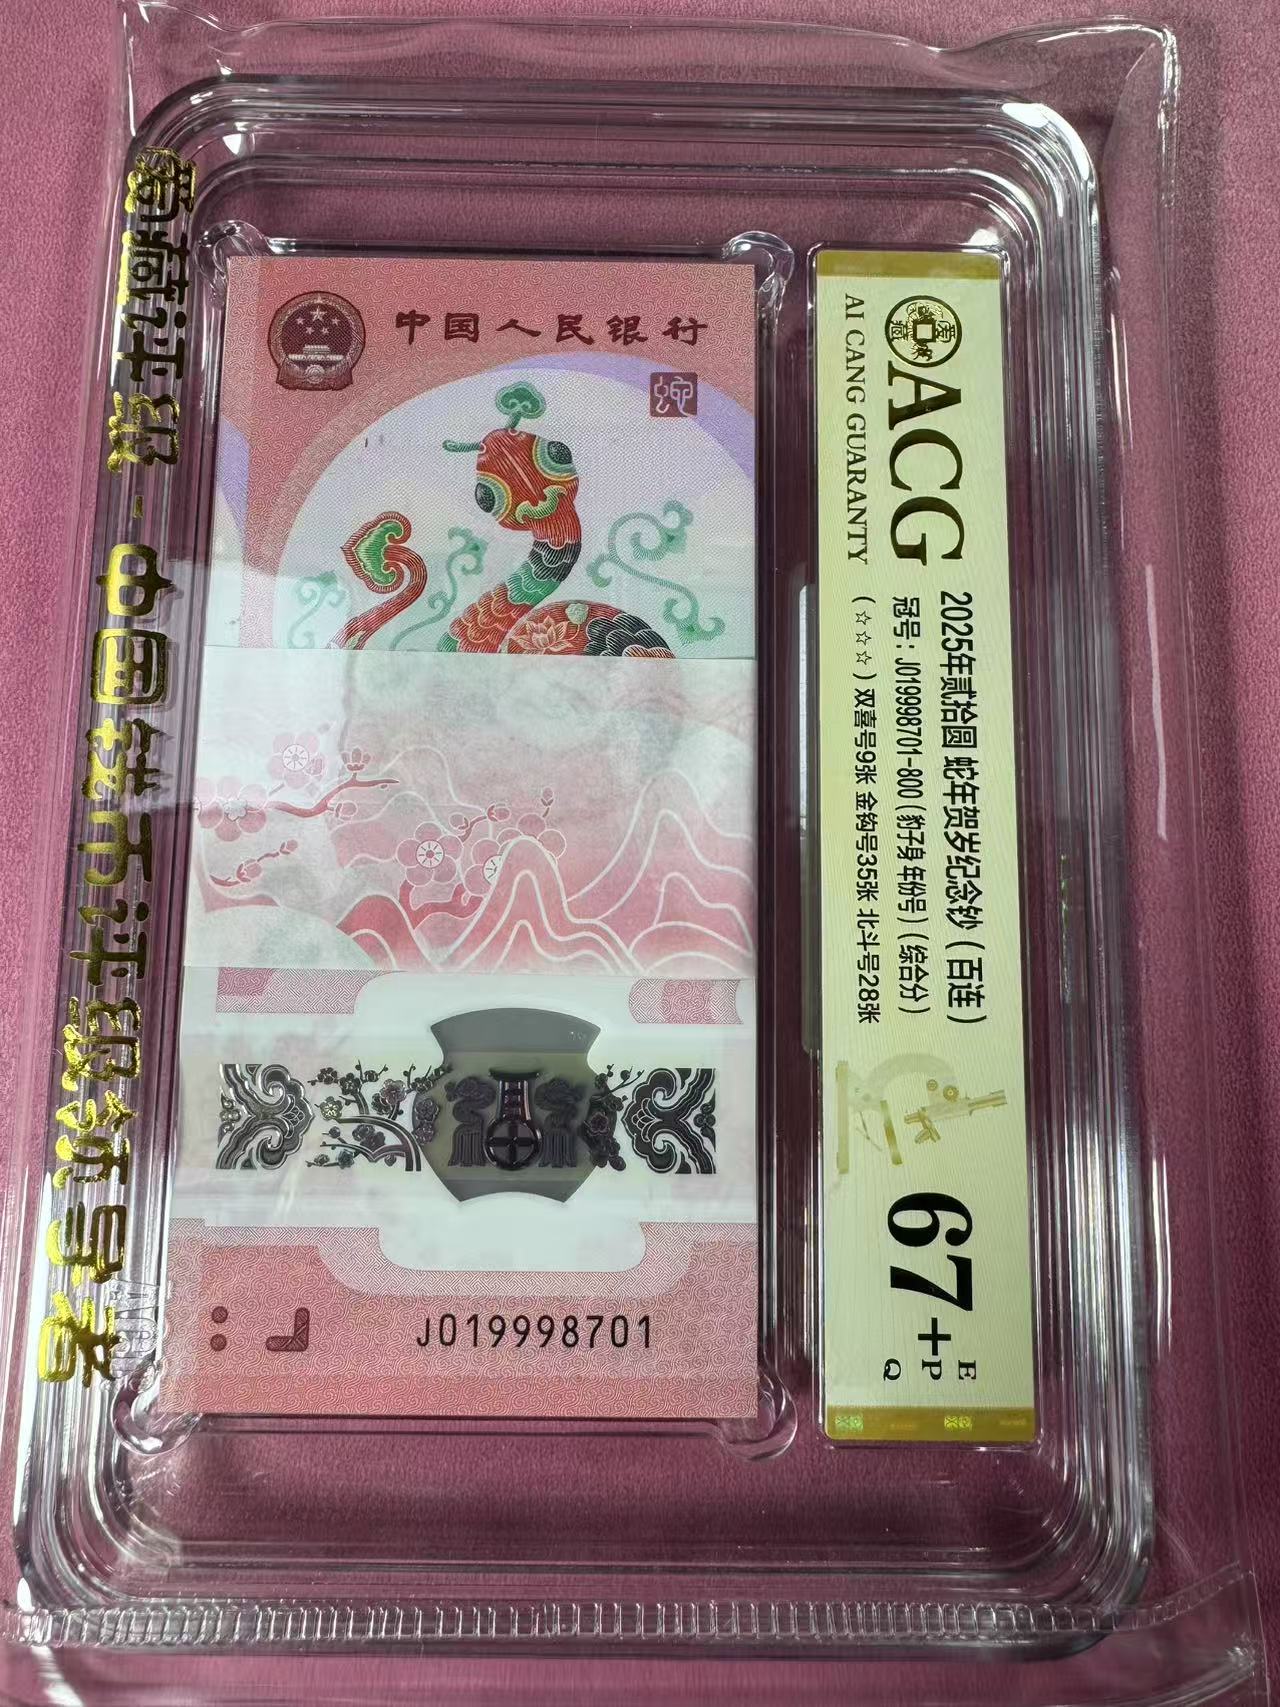 爱藏评级-中国钱币评级领导者
中国人民银行
J019998701
ACG
AI CANG GUARANTY
2025年贰拾圆 蛇年贺岁纪念钞（百连）
冠号：J019998701-800（豹子身 年份号）（综合分）
（☆☆☆）双喜号9张 金钩号35张 北斗号28张
67+
E
P
Q